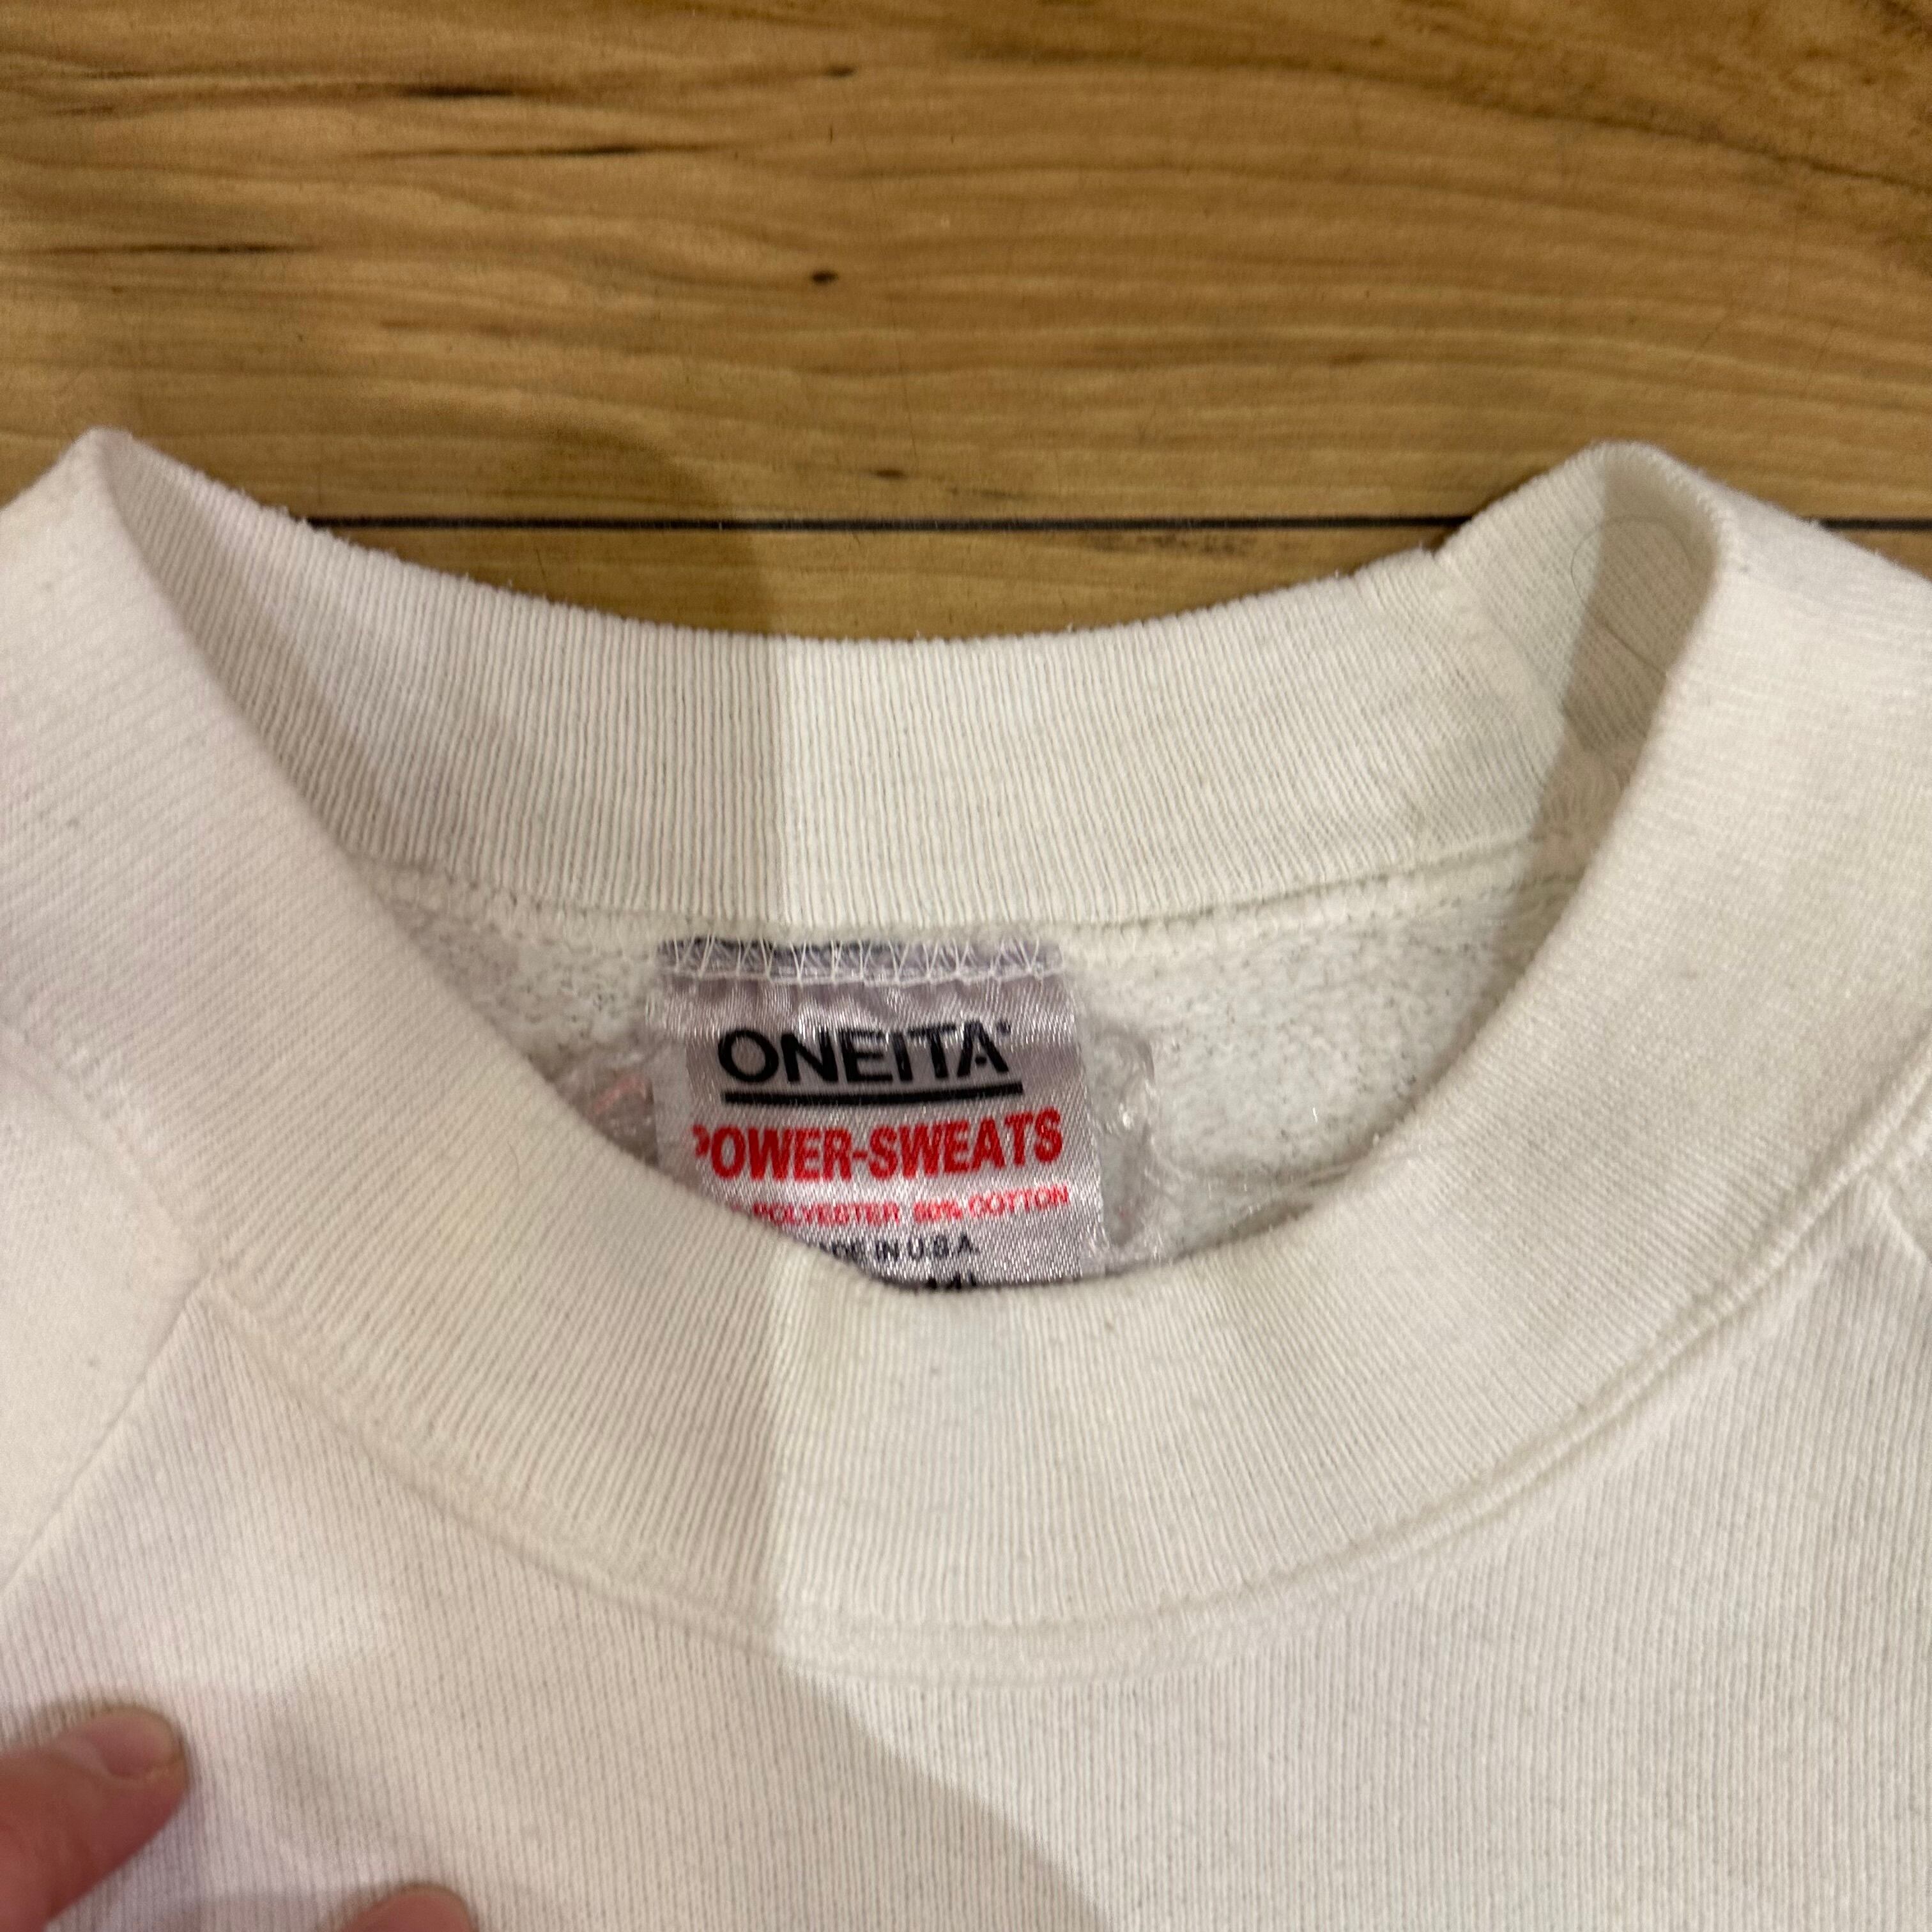 ONEITA
POWER-SWEATS
POLYESTER 50% COTTON
MADE IN U.S.A.